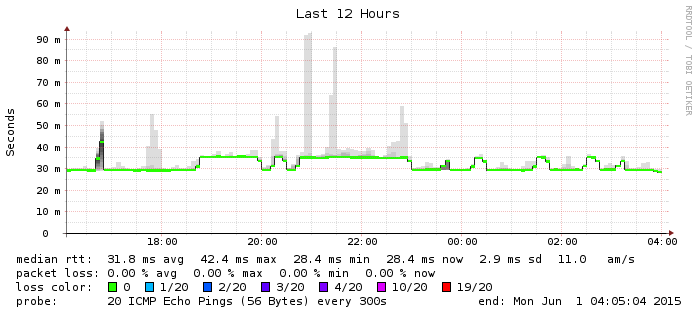 Last 12 Hours
RRDTOOL / TOBI OETIKER
Seconds
90 m
80 m
70 m
60 m
50 m
40 m
30 m
20 m
10 m
0
18:00 20:00 22:00 00:00 02:00 04:00
median rtt: 31.8 ms avg 42.4 ms max 28.4 ms min 28.4 ms now 2.9 ms sd 11.0 am/s
packet loss: 0.00 % avg 0.00 % max 0.00 % min 0.00 % now
loss color: 0 1/20 2/20 3/20 4/20 10/20 19/20
probe: 20 ICMP Echo Pings (56 Bytes) every 300s end: Mon Jun 1 04:05:04 2015